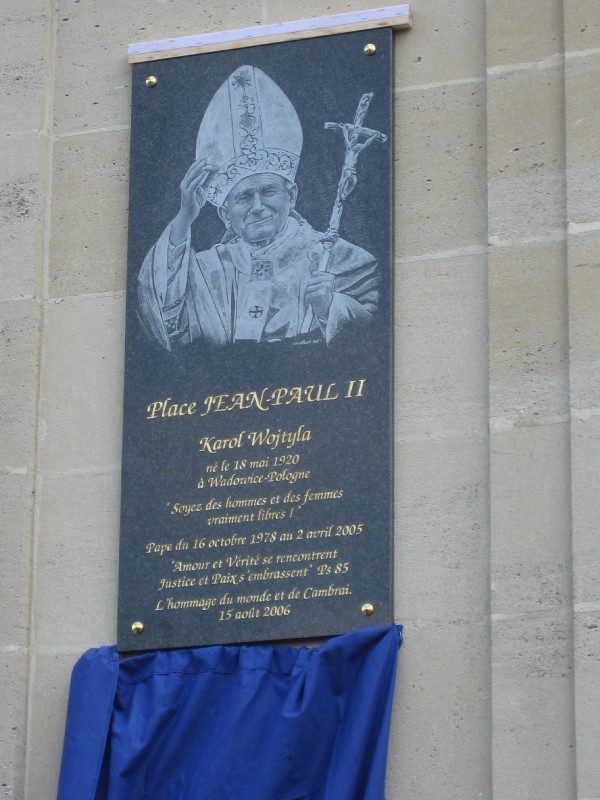 Place JEAN-PAUL II
Karol Wojtyla
né le 18 mai 1920
à Wadowice-Pologne
"Soyez des hommes et des femmes
vraiment libres !"
Pape du 16 octobre 1978 au 2 avril 2005
"Amour et Vérité se rencontrent
Justice et Paix s'embrassent" Ps 85
L'hommage du monde et de Cambrai.
15 août 2006